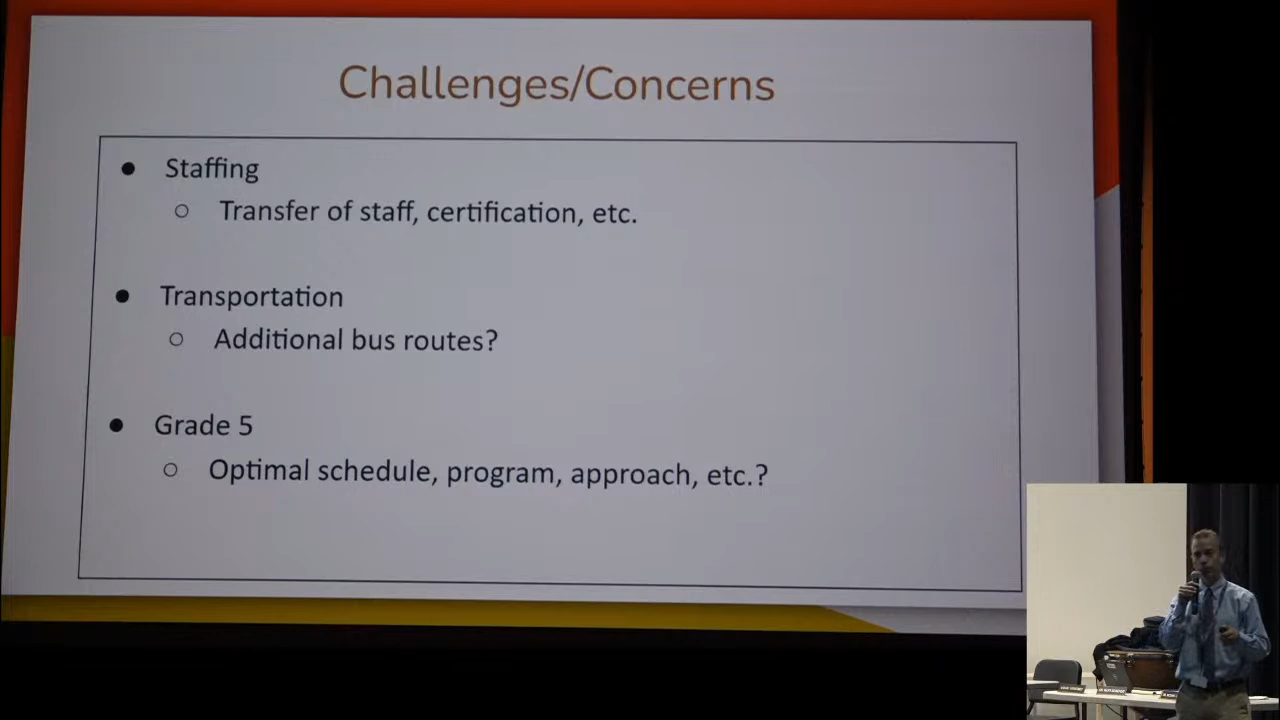 Challenges/Concerns
● Staffing
○ Transfer of staff, certification, etc.
● Transportation
○ Additional bus routes?
● Grade 5
○ Optimal schedule, program, approach, etc.?